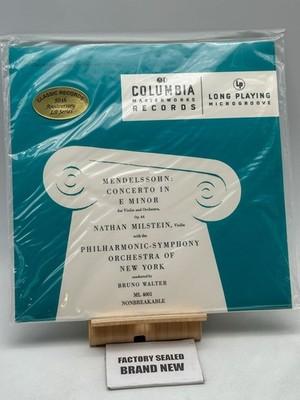 CLASSIC RECORDS
50th
Anniversary
LP Series
COLUMBIA
MASTERWORKS
RECORDS
LP
LONG PLAYING
MICROGROOVE
MENDELSSOHN:
CONCERTO IN
E MINOR
for Violin and Orchestra,
Op. 64
NATHAN MILSTEIN, Violin
with the
PHILHARMONIC-SYMPHONY
ORCHESTRA OF
NEW YORK
conducted by
BRUNO WALTER
ML 4001
NONBREAKABLE
FACTORY SEALED
BRAND NEW